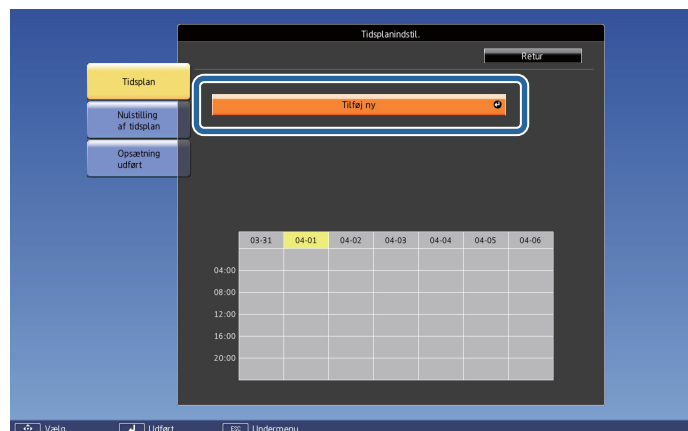 Tidsplanindstil.
Retur
Tidsplan
Tilføj ny
Nulstilling
af tidsplan
Opsætning
udført
03-31 04-01 04-02 04-03 04-04 04-05 04-06
04:00
08:00
12:00
16:00
20:00
Vælg Udført ESC Undermenu